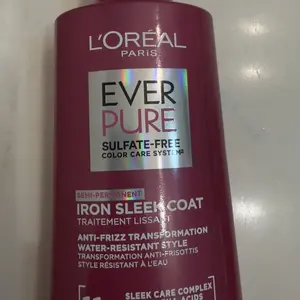 L'ORÉAL
PARIS
EVER
PURE
SULFATE-FREE
COLOR CARE SYSTEM²
SEMI-PERMANENT
IRON SLEEK COAT
TRAITEMENT LISSANT
ANTI-FRIZZ TRANSFORMATION
WATER-RESISTANT STYLE
TRANSFORMATION ANTI-FRISOTTIS
STYLE RÉSISTANT À L'EAU
SLEEK CARE COMPLEX
ACIDS